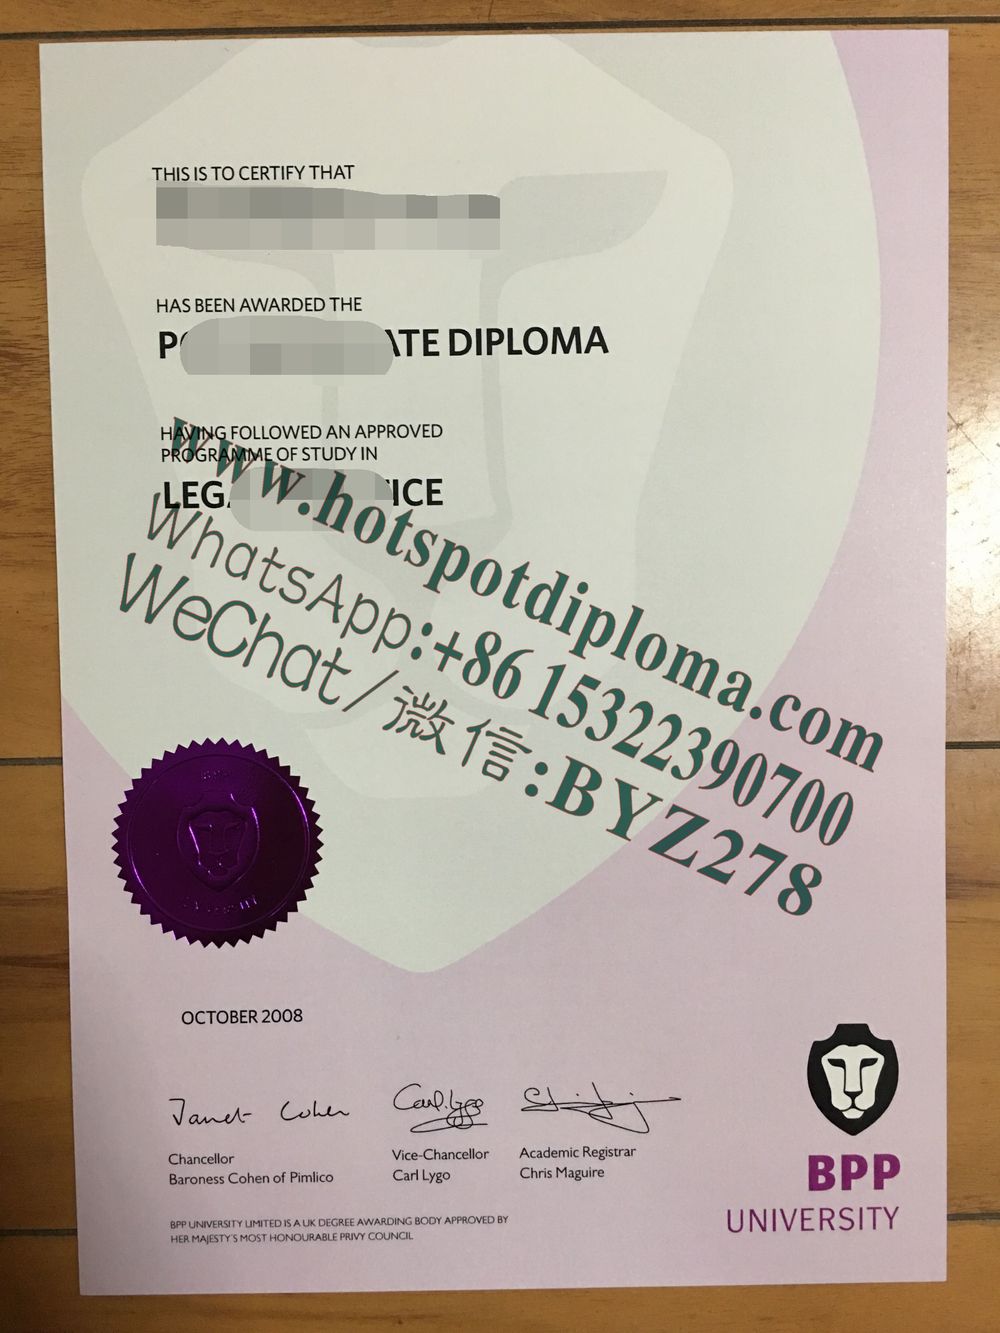 THIS IS TO CERTIFY THAT
HAS BEEN AWARDED THE
ATE DIPLOMA
HAVING FOLLOWED AN APPROVED
PROGRAMME OF STUDY IN
LEG
ICE
www.hotspotdiploma.com
WhatsApp:+86 15322390700
WeChat/微信:BYZ278
OCTOBER 2008
Janet Cohen
Carl Lygo
Chancellor
Baroness Cohen of Pimlico
Vice-Chancellor
Carl Lygo
Academic Registrar
Chris Maguire
BPP UNIVERSITY LIMITED IS A UK DEGREE AWARDING BODY APPROVED BY
HER MAJESTY'S MOST HONOURABLE PRIVY COUNCIL
BPP
UNIVERSITY